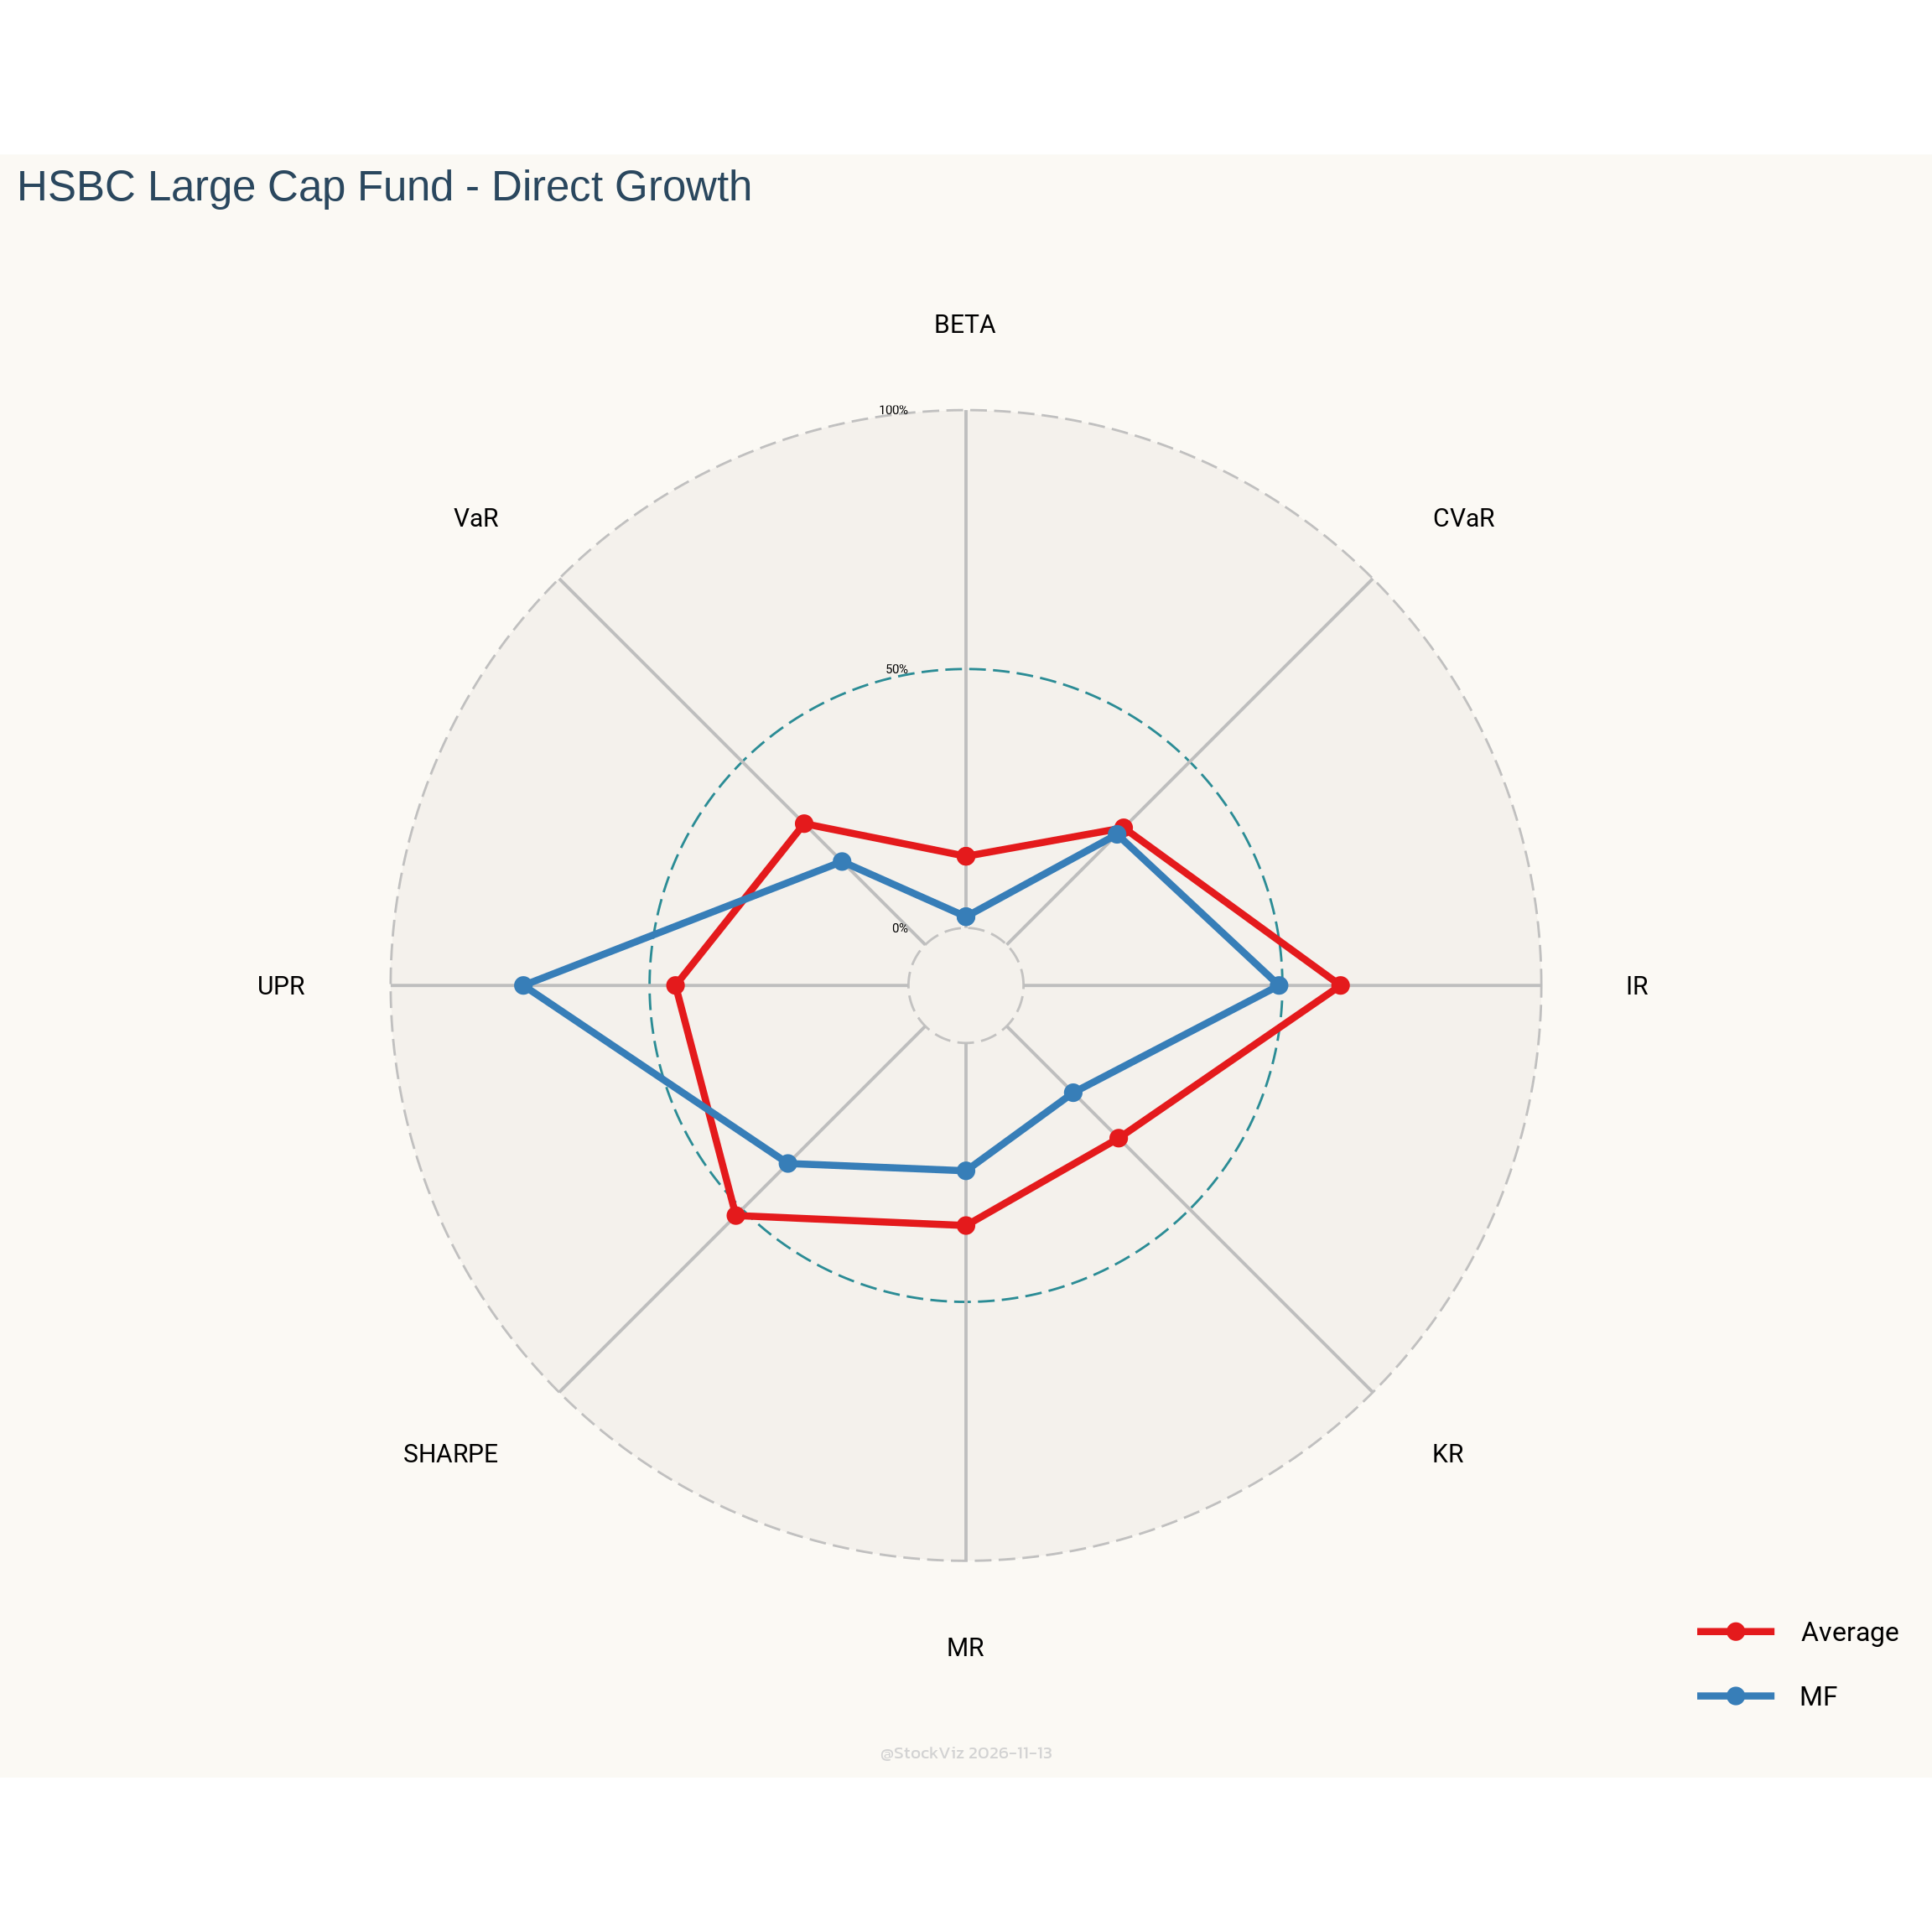 HSBC Large Cap Fund - Direct Growth
BETA
100%
VaR
CVaR
50%
0%
UPR
IR
SHARPE
KR
MR
Average
MF
@StockViz 2026-11-13